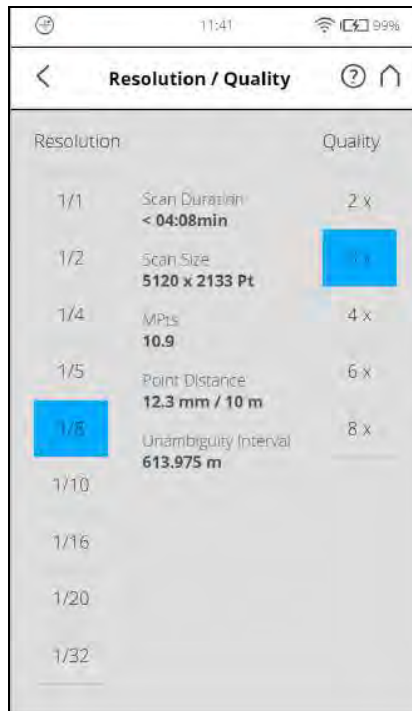 11:41
99%
Resolution / Quality
?
Resolution
1/1
1/2
1/4
1/5
1/8
1/10
1/16
1/20
1/32
Scan Duration
< 04:08min
Scan Size
5120 x 2133 Pt
MPts
10.9
Point Distance
12.3 mm / 10 m
Unambiguity Interval
613.975 m
Quality
2 x
3 x
4 x
6 x
8 x